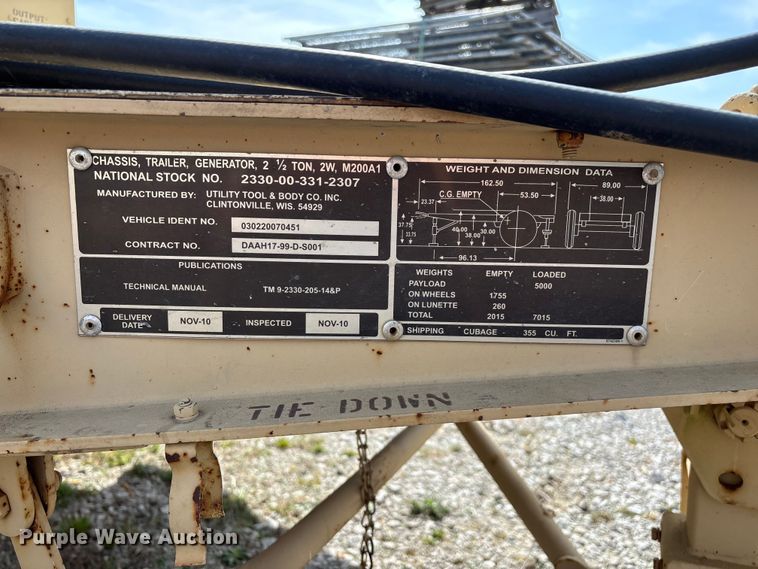 OUTPUT:
CHASSIS, TRAILER, GENERATOR, 2 ½ TON, 2W, M200A1
NATIONAL STOCK NO. 2330-00-331-2307
MANUFACTURED BY: UTILITY TOOL & BODY CO. INC.
CLINTONVILLE, WIS. 54929
VEHICLE IDENT NO. 030220070451
CONTRACT NO. DAAH17-99-D-S001
PUBLICATIONS
TECHNICAL MANUAL TM 9-2330-205-14&P
DELIVERY DATE NOV-10 INSPECTED NOV-10
WEIGHT AND DIMENSION DATA
162.50 89.00
C.G. EMPTY 53.50 58.00
23.37
37.75 40.00 38.00 30.00
33.75
96.13
WEIGHTS EMPTY LOADED
PAYLOAD 5000
ON WHEELS 1755
ON LUNETTE 260
TOTAL 2015 7015
SHIPPING CUBAGE - 355 CU. FT.
TIE DOWN
Purple Wave Auction